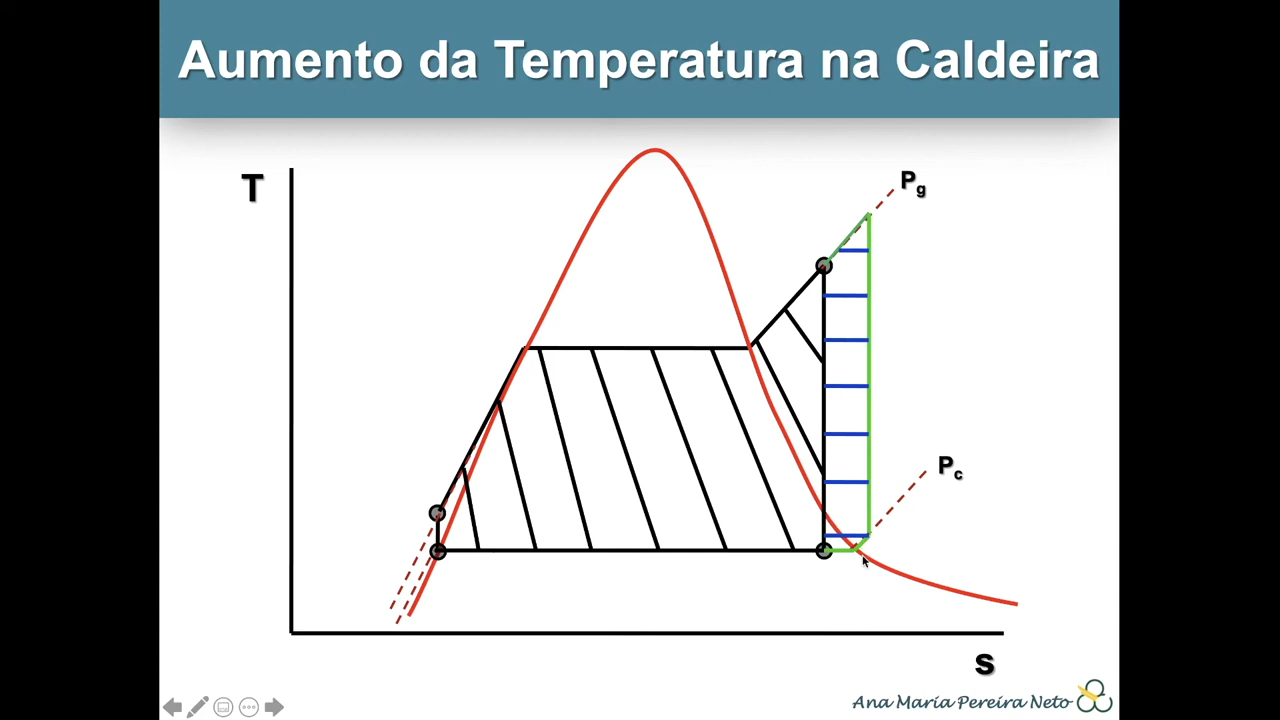 Aumento da Temperatura na Caldeira
T
Pg
Pc
s
Ana Maria Pereira Neto